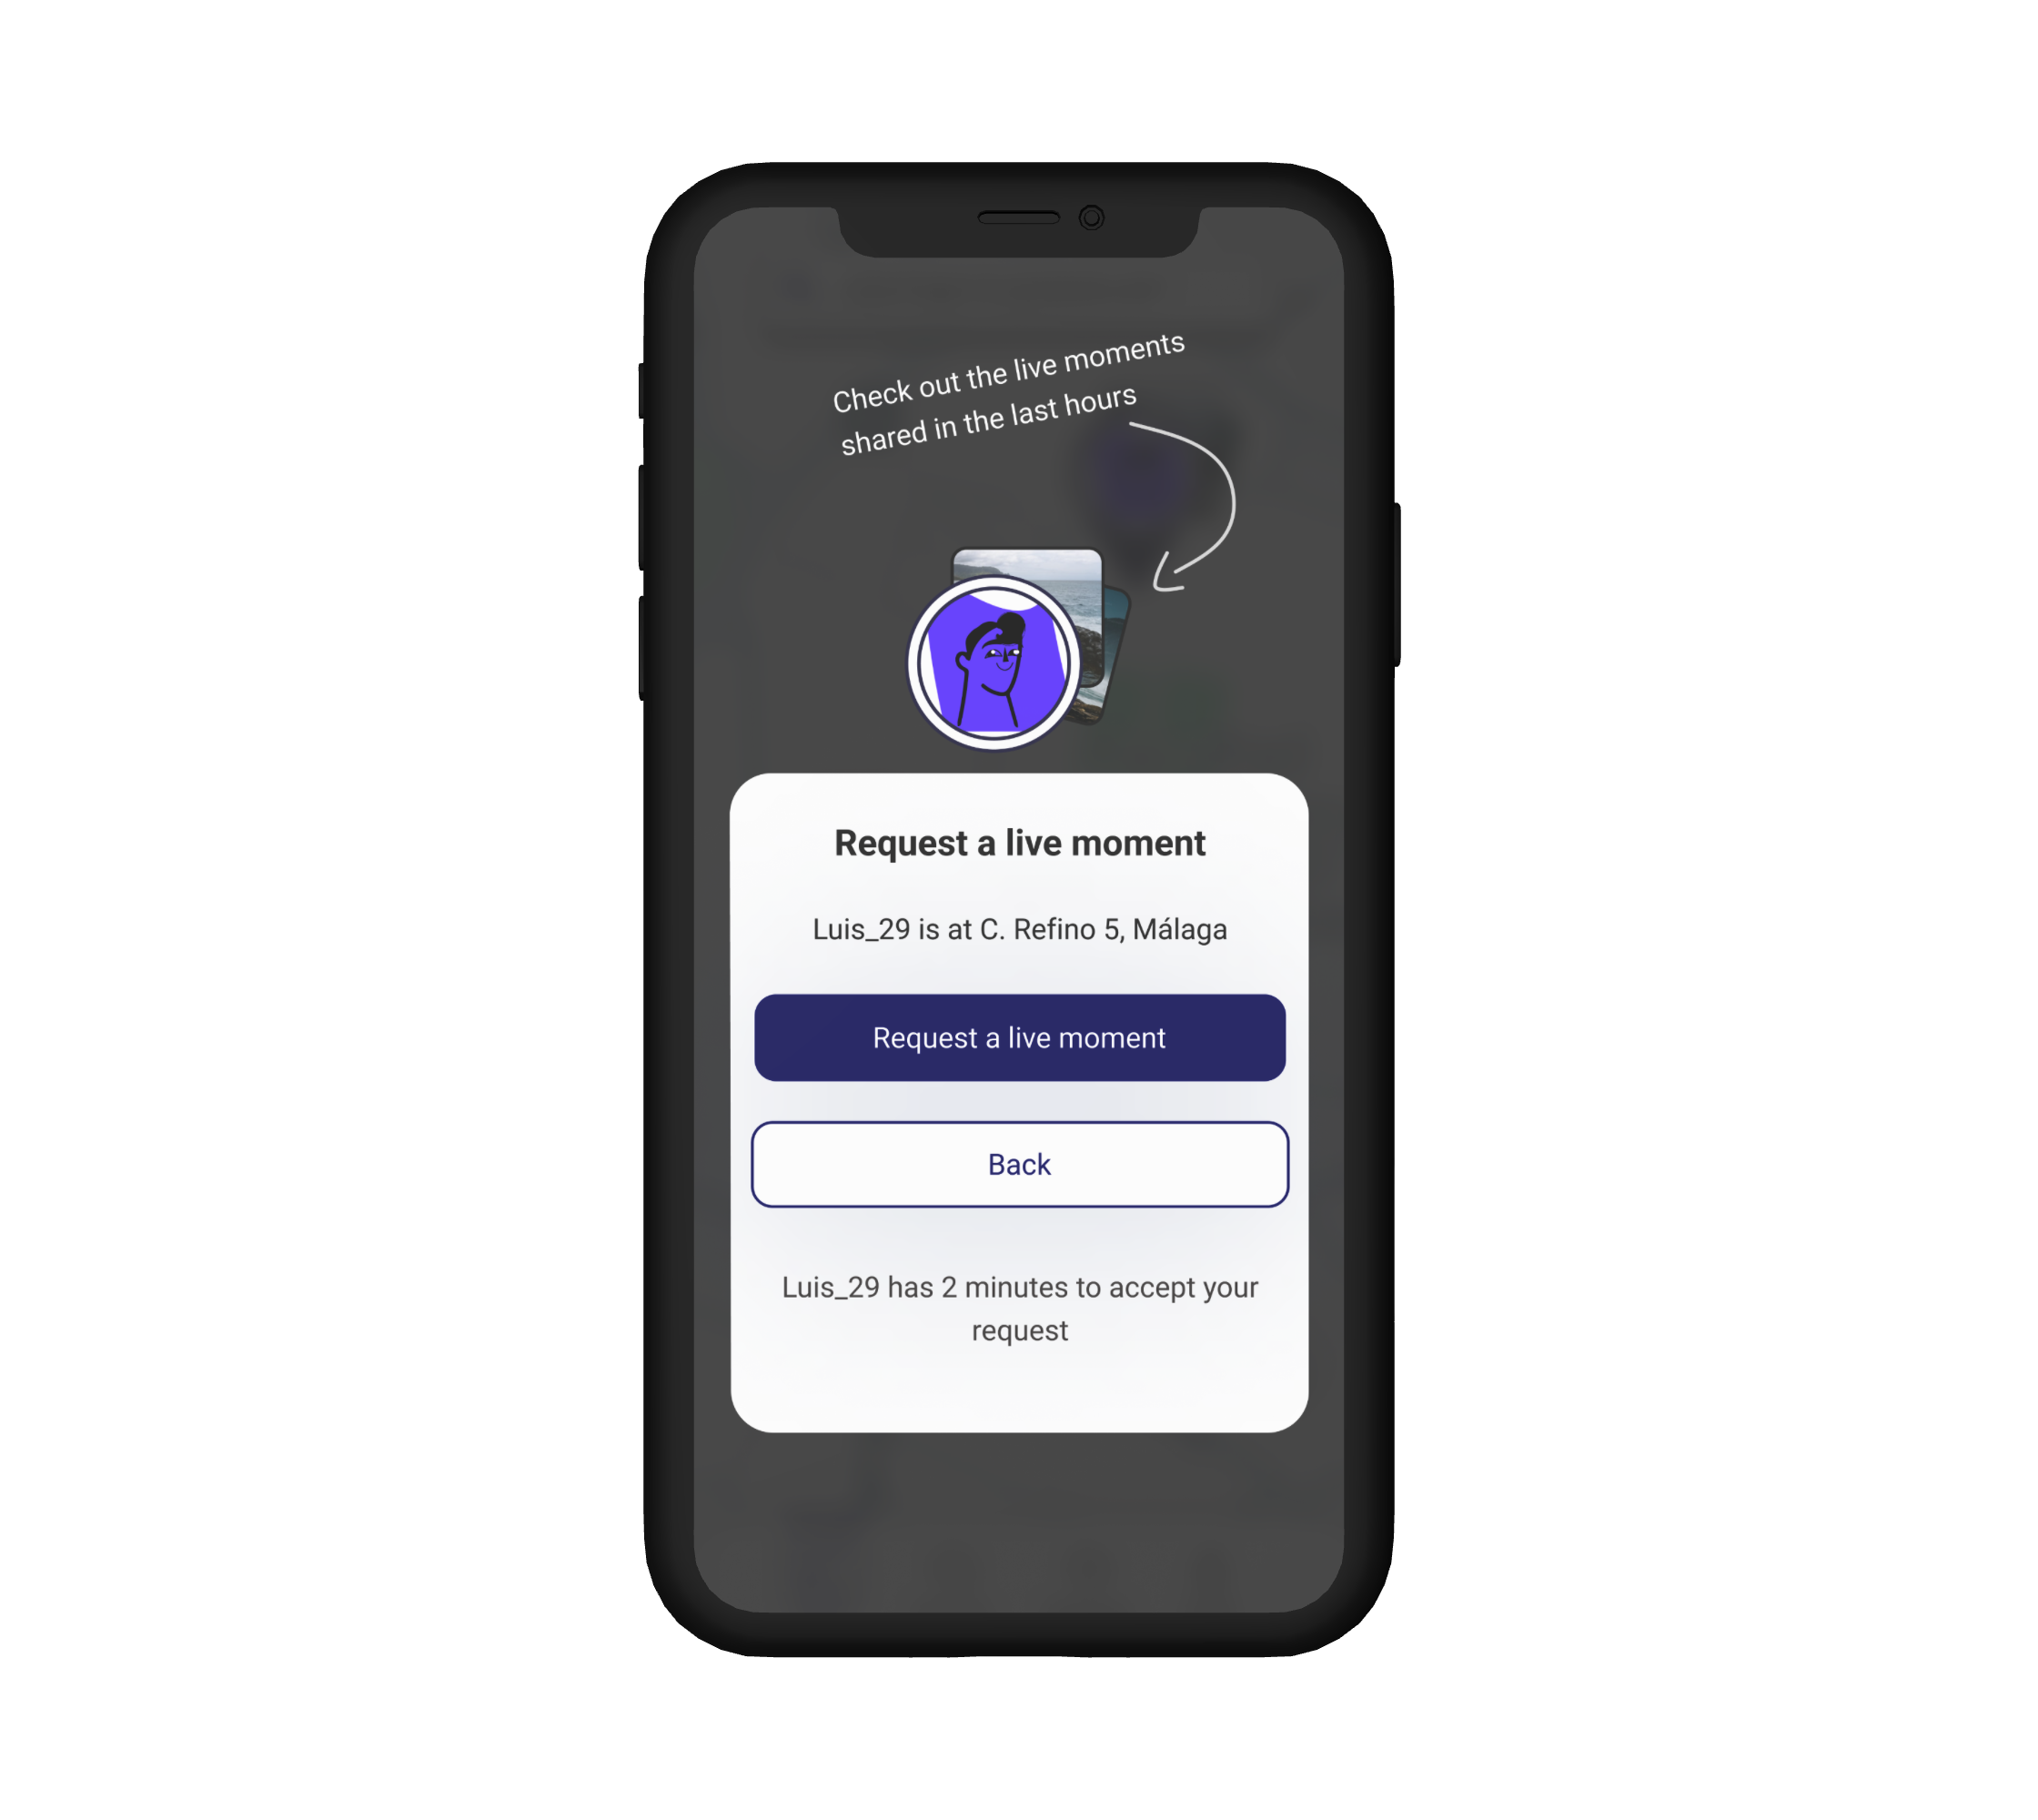 Check out the live moments
shared in the last hours
Request a live moment
Luis_29 is at C. Refino 5, Málaga
Request a live moment
Back
Luis_29 has 2 minutes to accept your
request